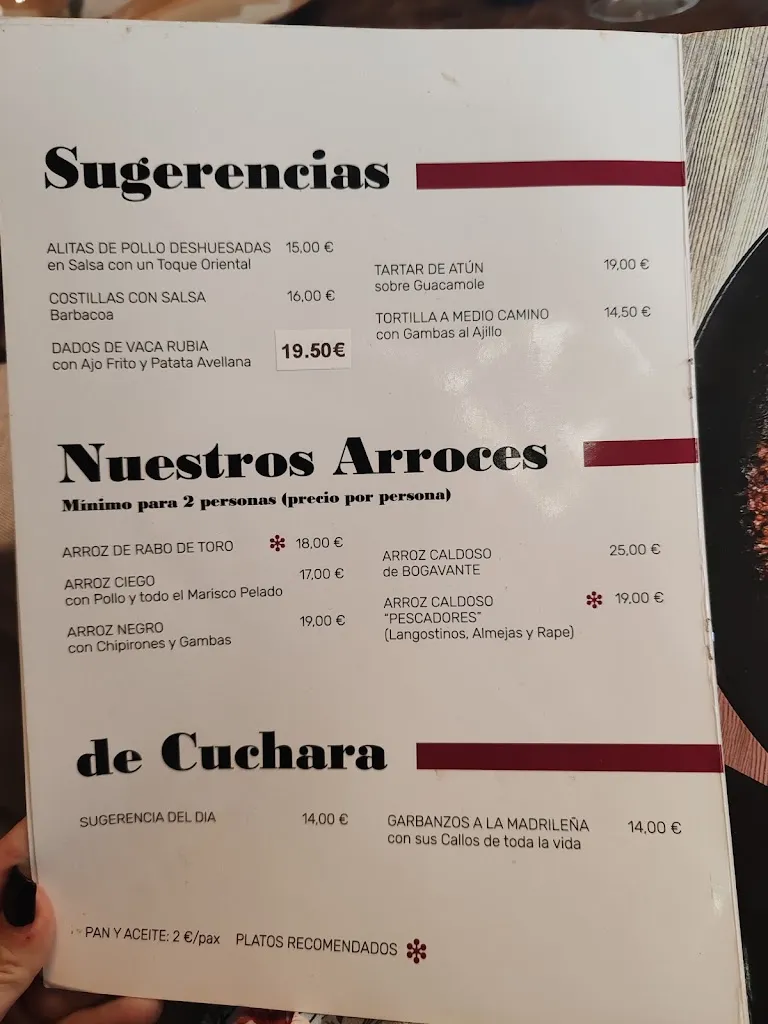 Sugerencias
ALITAS DE POLLO DESHUESADAS 15,00 €
en Salsa con un Toque Oriental
COSTILLAS CON SALSA 16,00 €
Barbacoa
DADOS DE VACA RUBIA 19.50€
con Ajo Frito y Patata Avellana
TARTAR DE ATÚN 19,00 €
sobre Guacamole
TORTILLA A MEDIO CAMINO 14,50 €
con Gambas al Ajillo
Nuestros Arroces
Mínimo para 2 personas (precio por persona)
ARROZ DE RABO DE TORO 18,00 €
ARROZ CIEGO 17,00 €
con Pollo y todo el Marisco Pelado
ARROZ NEGRO 19,00 €
con Chipirones y Gambas
ARROZ CALDOSO 25,00 €
de BOGAVANTE
ARROZ CALDOSO 19,00 €
"PESCADORES"
(Langostinos, Almejas y Rape)
de Cuchara
SUGERENCIA DEL DIA 14,00 €
GARBANZOS A LA MADRILEÑA 14,00 €
con sus Callos de toda la vida
PAN Y ACEITE: 2 €/pax PLATOS RECOMENDADOS